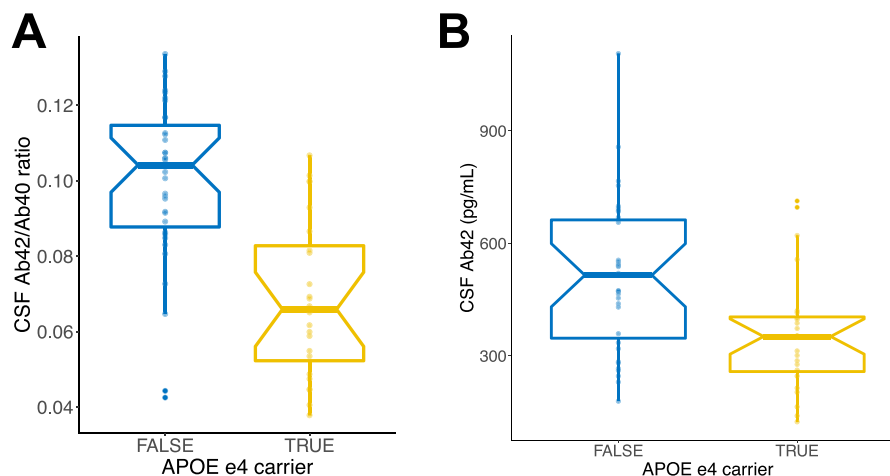 A
CSF Ab42/Ab40 ratio
0.12
0.10
0.08
0.06
0.04
FALSE TRUE
APOE e4 carrier
B
CSF Ab42 (pg/mL)
900
600
300
FALSE TRUE
APOE e4 carrier